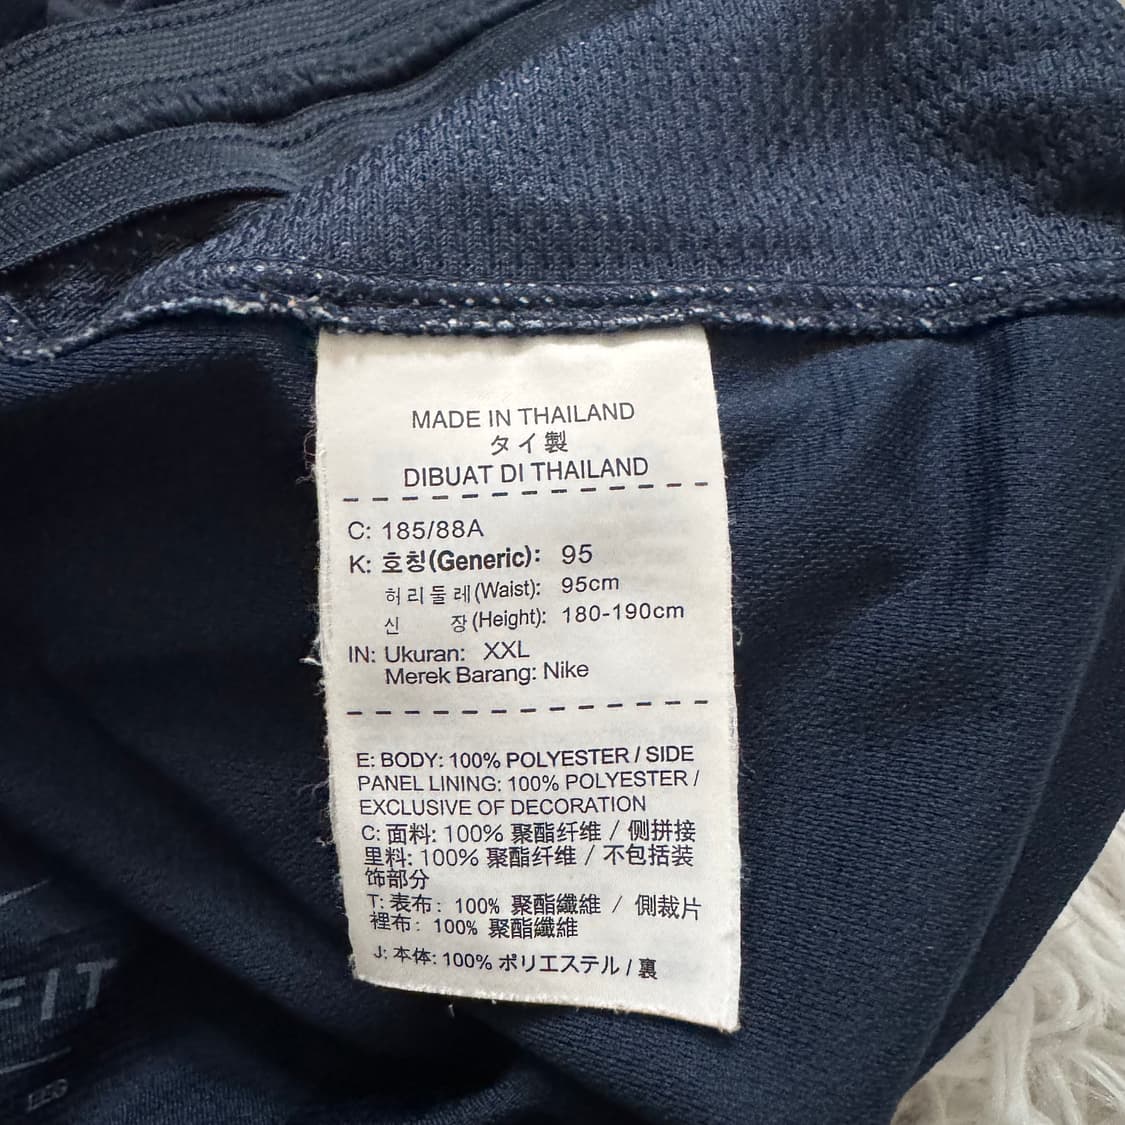 MADE IN THAILAND
タイ製
DIBUAT DI THAILAND
C: 185/88A
K: 호칭(Generic): 95
허리둘레(Waist): 95cm
신 장(Height): 180-190cm
IN: Ukuran: XXL
Merek Barang: Nike
E: BODY: 100% POLYESTER / SIDE
PANEL LINING: 100% POLYESTER /
EXCLUSIVE OF DECORATION
C: 面料: 100% 聚酯纤维 / 侧拼接
里料: 100% 聚酯纤维 / 不包括装
饰部分
T: 表布: 100% 聚酯纖維 / 側裁片
裡布: 100% 聚酯纖維
J: 本体: 100% ポリエステル / 裏
FIT